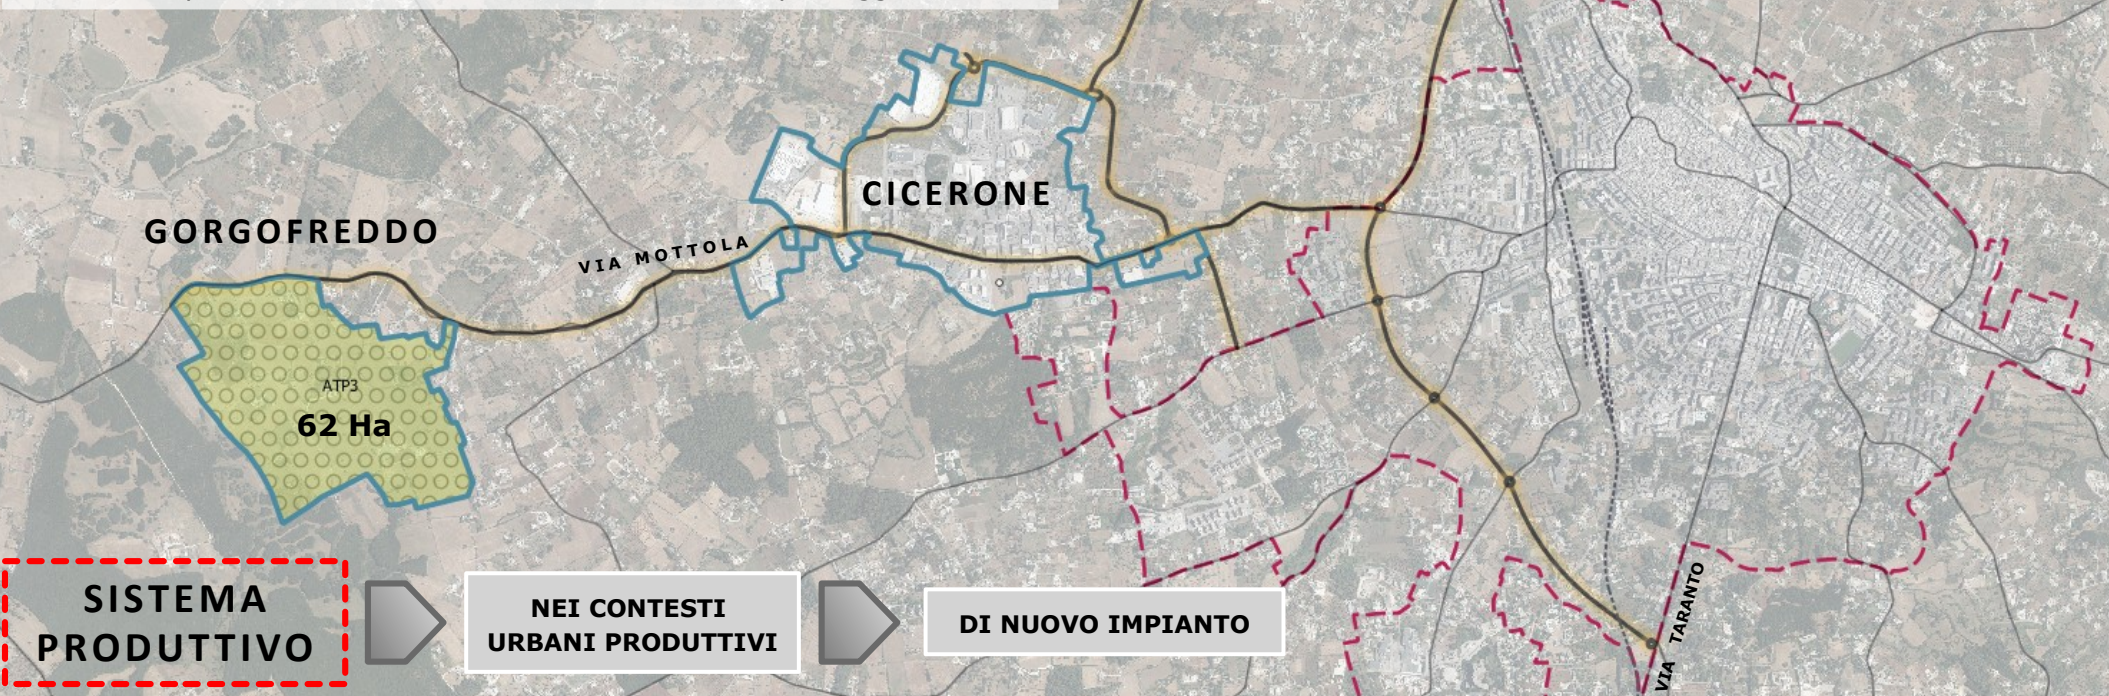 CICERONE
GORGOFREDDO
VIA MOTTOLA
ATP3
62 Ha
SISTEMA
PRODUTTIVO
NEI CONTESTI
URBANI PRODUTTIVI
DI NUOVO IMPIANTO
VIA TARANTO